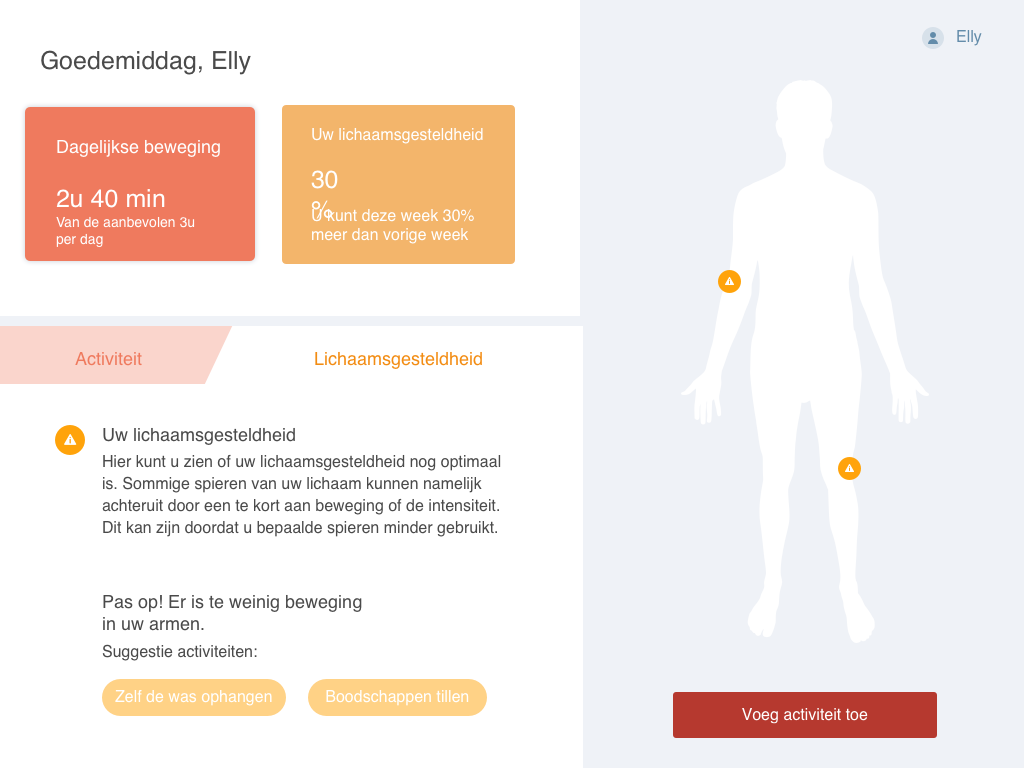 Goedemiddag, Elly
Elly
Dagelijkse beweging
2u 40 min
Van de aanbevolen 3u
per dag
Uw lichaamsgesteldheid
30
%
U kunt deze week 30%
meer dan vorige week
Activiteit
Lichaamsgesteldheid
Uw lichaamsgesteldheid
Hier kunt u zien of uw lichaamsgesteldheid nog optimaal
is. Sommige spieren van uw lichaam kunnen namelijk
achteruit door een te kort aan beweging of de intensiteit.
Dit kan zijn doordat u bepaalde spieren minder gebruikt.
Pas op! Er is te weinig beweging
in uw armen.
Suggestie activiteiten:
Zelf de was ophangen
Boodschappen tillen
Voeg activiteit toe